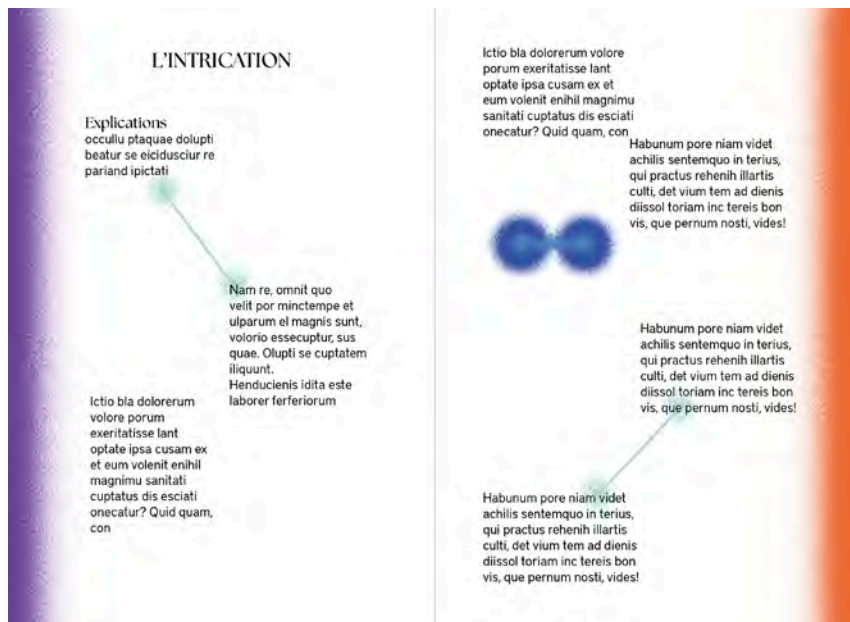 L'INTRICATION
Explications
occullu ptaquae dolupti
beatur se eicidusciur re
pariand ipictati
Nam re, omnit quo
velit por minctempe et
ulparum el magnis sunt,
volorio essecuptur, sus
quae. Olupti se cuptatem
iliquunt.
Henducienis idita este
laborer ferferiorum
Ictio bla dolorerum
volore porum
exeritatisse lant
optate ipsa cusam ex
et eum volenit enihil
magnimu sanitati
cuptatus dis esciati
onecatur? Quid quam,
con
Ictio bla dolorerum volore
porum exeritatisse lant
optate ipsa cusam ex et
eum volenit enihil magnimu
sanitati cuptatus dis esciati
onecatur? Quid quam, con
Habunum pore niam videt
achilis sentemquo in terius,
qui practus rehenih illartis
culti, det vium tem ad dienis
diissol toriam inc tereis bon
vis, que pernum nosti, vides!
Habunum pore niam videt
achilis sentemquo in terius,
qui practus rehenih illartis
culti, det vium tem ad dienis
diissol toriam inc tereis bon
vis, que pernum nosti, vides!
Habunum pore niam videt
achilis sentemquo in terius,
qui practus rehenih illartis
culti, det vium tem ad dienis
diissol toriam inc tereis bon
vis, que pernum nosti, vides!